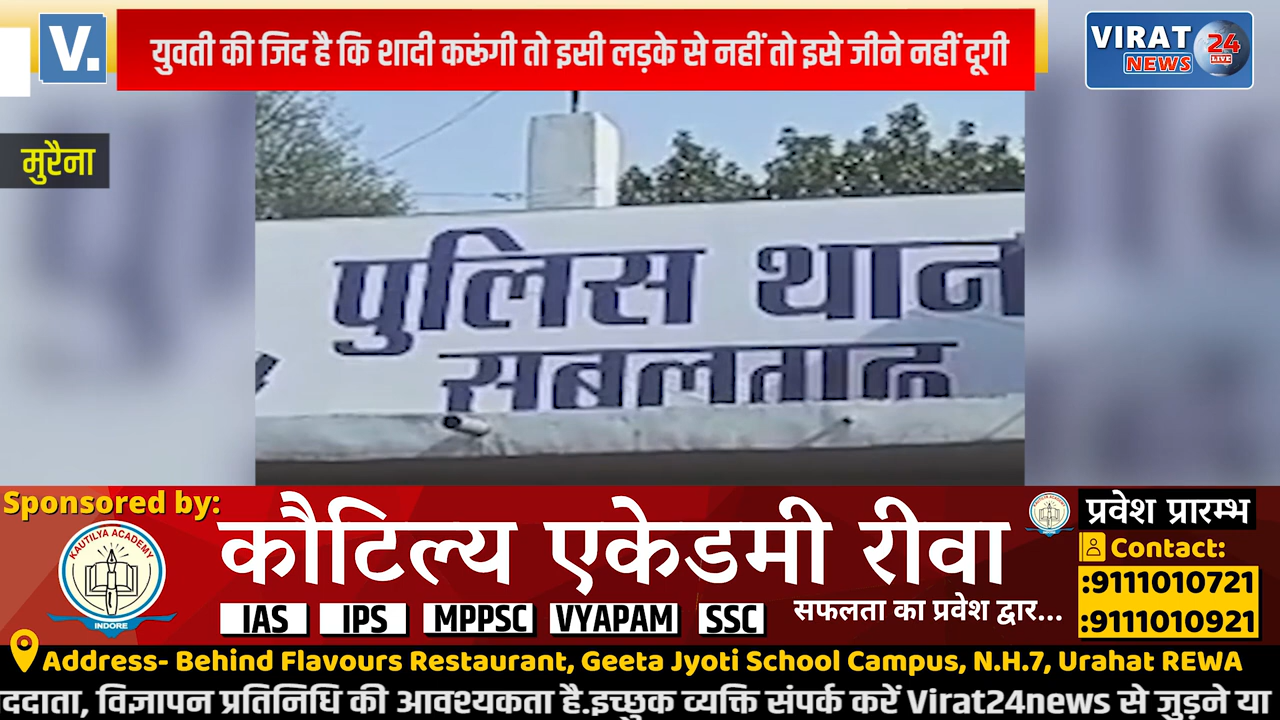 V.
युवती की जिद है कि शादी करूंगी तो इसी लड़के से नहीं तो इसे जीने नहीं दूगी
VIRAT 24
NEWS LIVE
मुरैना
पुलिस थान
सबलगढ
Sponsored by:
KAUTILYA ACADEMY
INDORE
कौटिल्य एकेडमी रीवा
IAS IPS MPPSC VYAPAM SSC
सफलता का प्रवेश द्वार...
प्रवेश प्रारम्भ
Contact:
:9111010721
:9111010921
Address- Behind Flavours Restaurant, Geeta Jyoti School Campus, N.H.7, Urahat REWA
ददाता, विज्ञापन प्रतिनिधि की आवश्यकता है.इच्छुक व्यक्ति संपर्क करें Virat24news से जुड़ने या